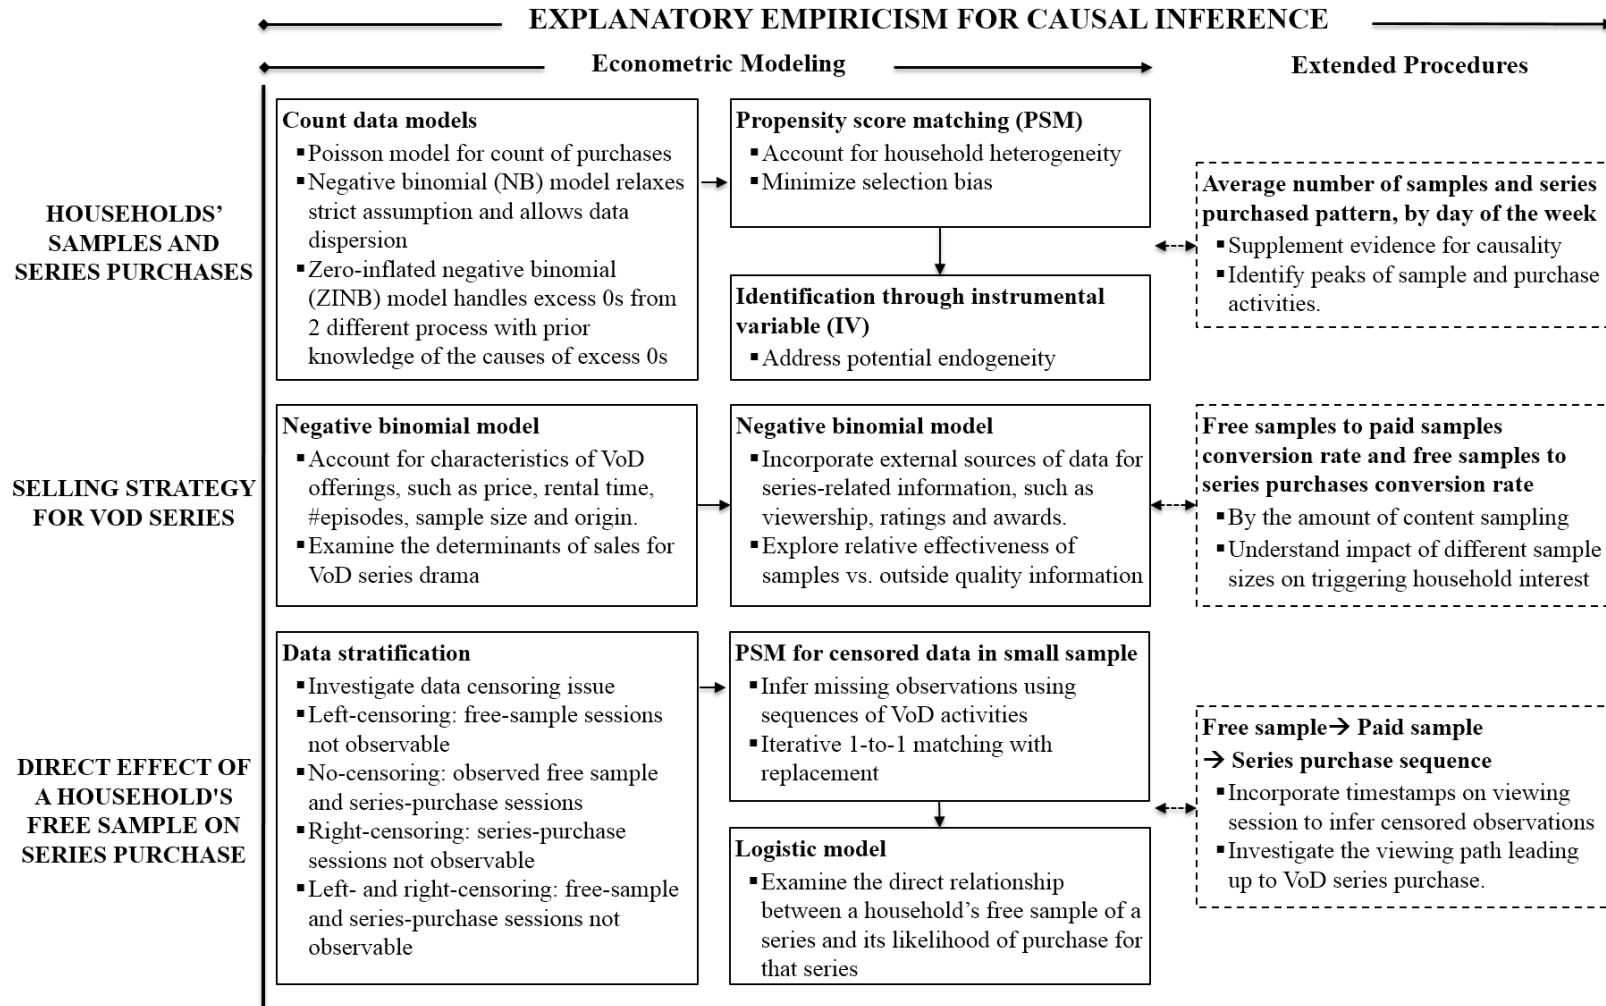 EXPLANATORY EMPIRICISM FOR CAUSAL INFERENCE
Econometric Modeling
Extended Procedures
HOUSEHOLDS'
SAMPLES AND
SERIES PURCHASES
Count data models
▪Poisson model for count of purchases
▪Negative binomial (NB) model relaxes
strict assumption and allows data
dispersion
▪Zero-inflated negative binomial
(ZINB) model handles excess 0s from
2 different process with prior
knowledge of the causes of excess 0s
Propensity score matching (PSM)
▪Account for household heterogeneity
▪Minimize selection bias
Identification through instrumental
variable (IV)
▪Address potential endogeneity
Average number of samples and series
purchased pattern, by day of the week
▪Supplement evidence for causality
▪Identify peaks of sample and purchase
activities.
SELLING STRATEGY
FOR VOD SERIES
Negative binomial model
▪Account for characteristics of VoD
offerings, such as price, rental time,
#episodes, sample size and origin.
▪Examine the determinants of sales for
VoD series drama
Negative binomial model
▪Incorporate external sources of data for
series-related information, such as
viewership, ratings and awards.
▪Explore relative effectiveness of
samples vs. outside quality information
Free samples to paid samples
conversion rate and free samples to
series purchases conversion rate
▪By the amount of content sampling
▪Understand impact of different sample
sizes on triggering household interest
DIRECT EFFECT OF
A HOUSEHOLD'S
FREE SAMPLE ON
SERIES PURCHASE
Data stratification
▪Investigate data censoring issue
▪Left-censoring: free-sample sessions
not observable
▪No-censoring: observed free sample
and series-purchase sessions
▪Right-censoring: series-purchase
sessions not observable
▪Left- and right-censoring: free-sample
and series-purchase sessions not
observable
PSM for censored data in small sample
▪Infer missing observations using
sequences of VoD activities
▪Iterative 1-to-1 matching with
replacement
Logistic model
▪Examine the direct relationship
between a household's free sample of a
series and its likelihood of purchase for
that series
Free sample→ Paid sample
→ Series purchase sequence
▪Incorporate timestamps on viewing
session to infer censored observations
▪Investigate the viewing path leading
up to VoD series purchase.